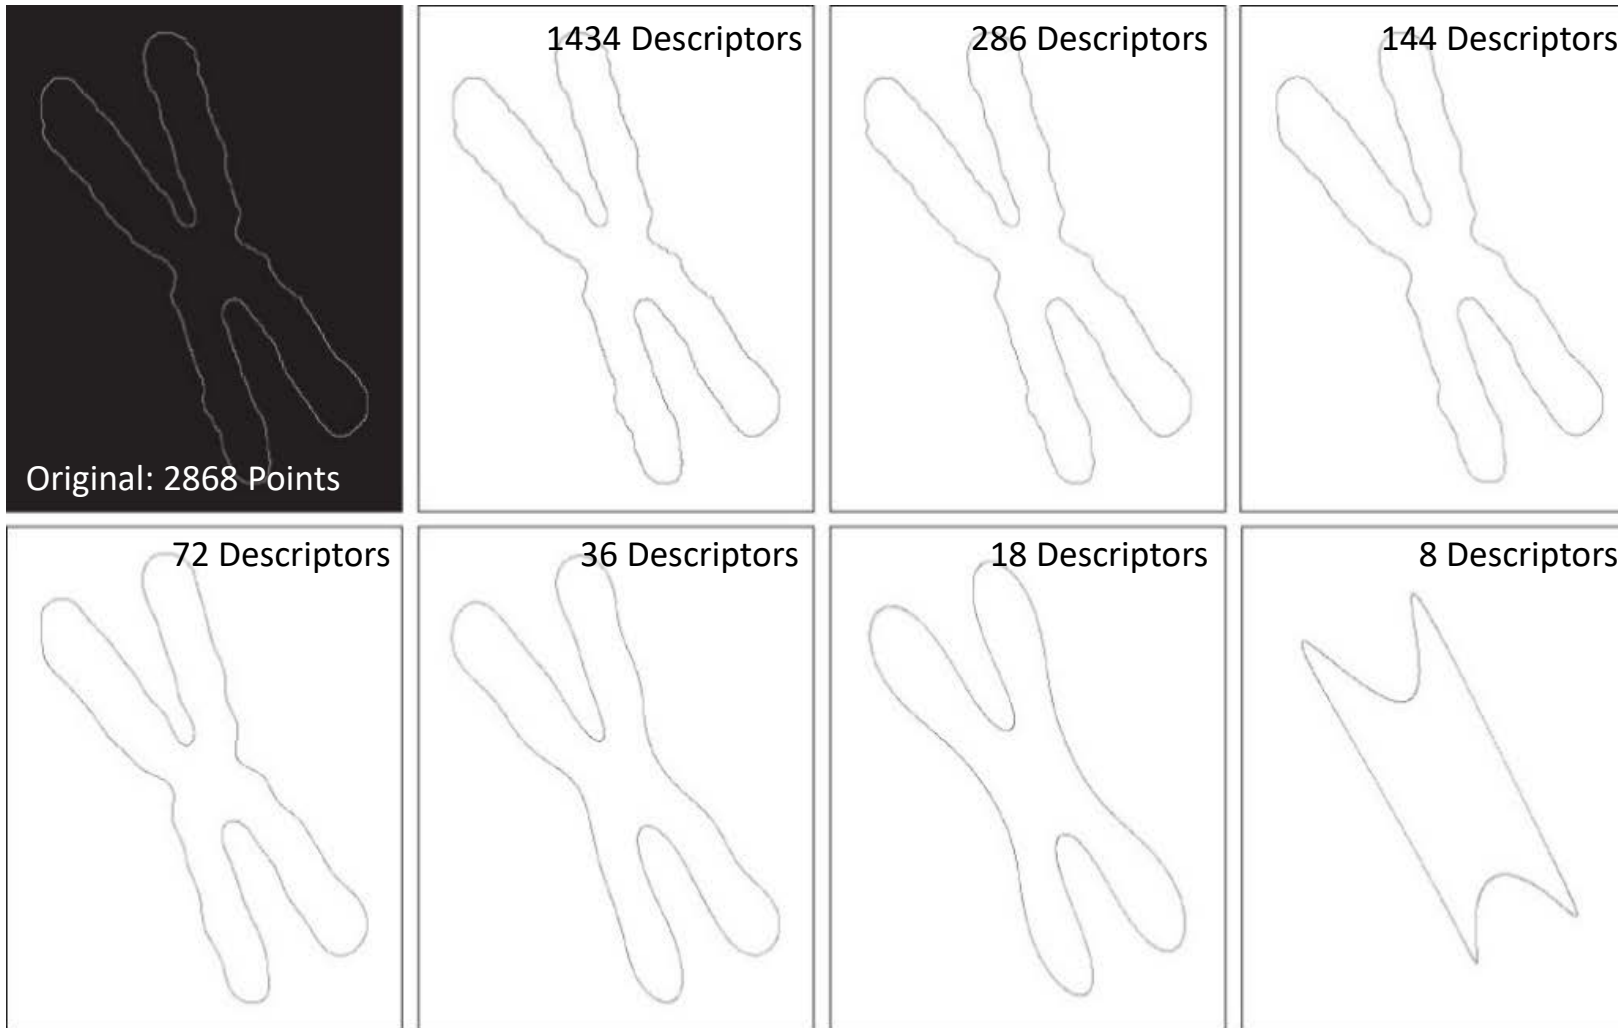 1434 Descriptors
286 Descriptors
144 Descriptors
Original: 2868 Points
72 Descriptors
36 Descriptors
18 Descriptors
8 Descriptors